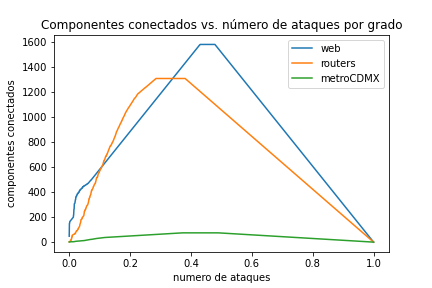 Componentes conectados vs. número de ataques por grado
componentes conectados
1600
1400
1200
1000
800
600
400
200
0
0.0 0.2 0.4 0.6 0.8 1.0
numero de ataques
web
routers
metroCDMX